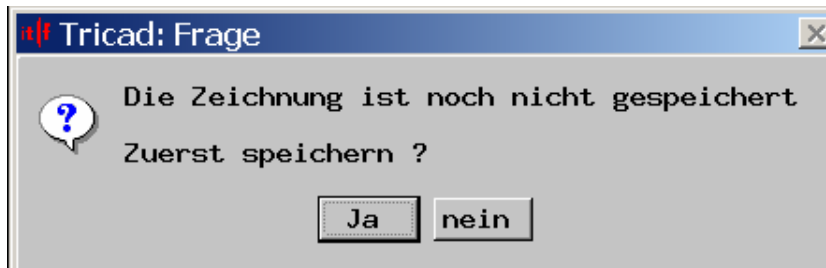 Tricad: Frage
Die Zeichnung ist noch nicht gespeichert
Zuerst speichern ?
Ja nein